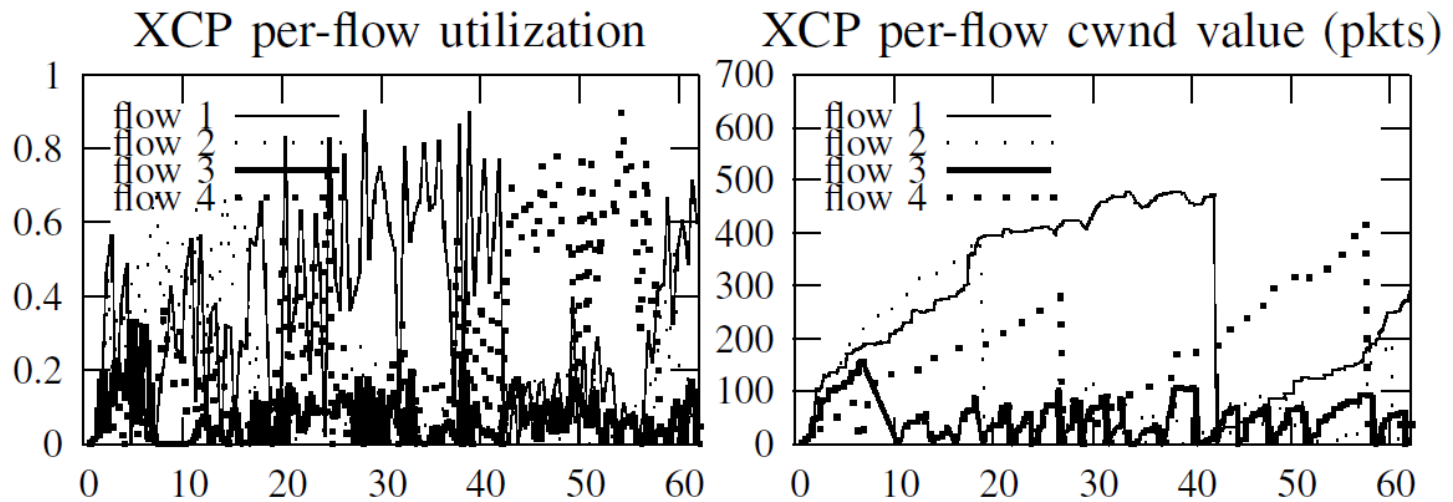 XCP per-flow utilization
1
0.8
0.6
0.4
0.2
0
flow 1
flow 2
flow 3
flow 4
0 10 20 30 40 50 60
XCP per-flow cwnd value (pkts)
700
600
500
400
300
200
100
0
flow 1
flow 2
flow 3
flow 4
0 10 20 30 40 50 60